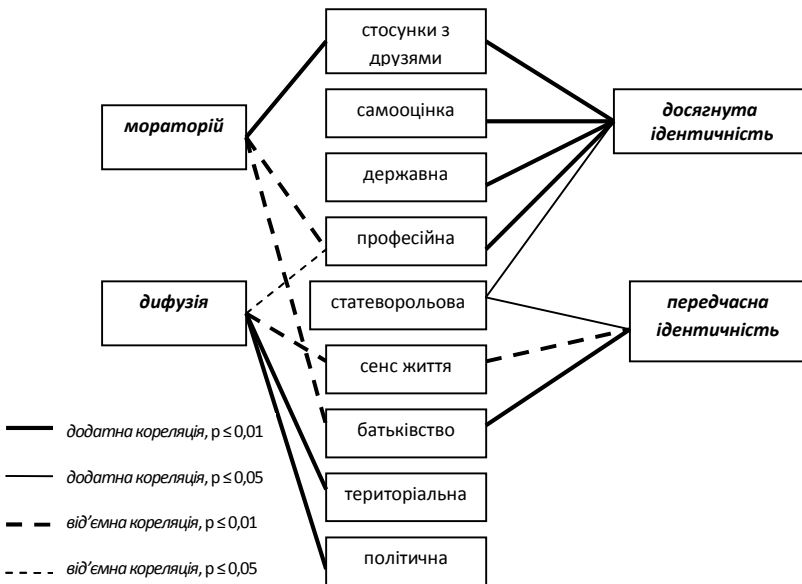 стосунки з
друзями
самооцінка
державна
професійна
статеворольова
сенс життя
батьківство
територіальна
політична
мораторій
дифузія
досягнута
ідентичність
передчасна
ідентичність
додатна кореляція, p ≤ 0,01
додатна кореляція, p ≤ 0,05
від’ємна кореляція, p ≤ 0,01
від’ємна кореляція, p ≤ 0,05